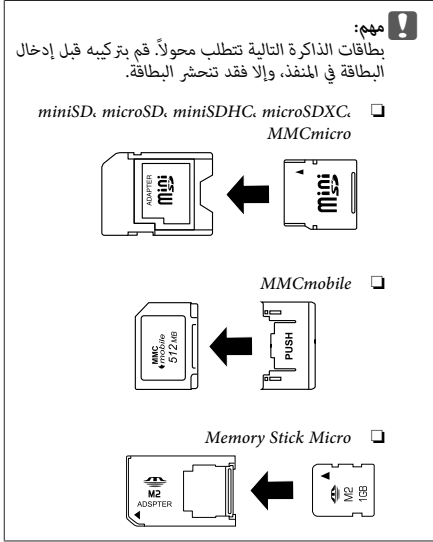 مهم:
بطاقات الذاكرة التالية تتطلب محولاً. قم بتركيبه قبل إدخال
البطاقة في المنفذ، وإلا فقد تنحشر البطاقة.
miniSD، microSD، miniSDHC، microSDXC،
MMCmicro
ADAPTER
mini
SD
mini
SD
MMCmobile
MMC
mobile
512 MB
PUSH
Memory Stick Micro
M2
ADSPTER
M2
1GB